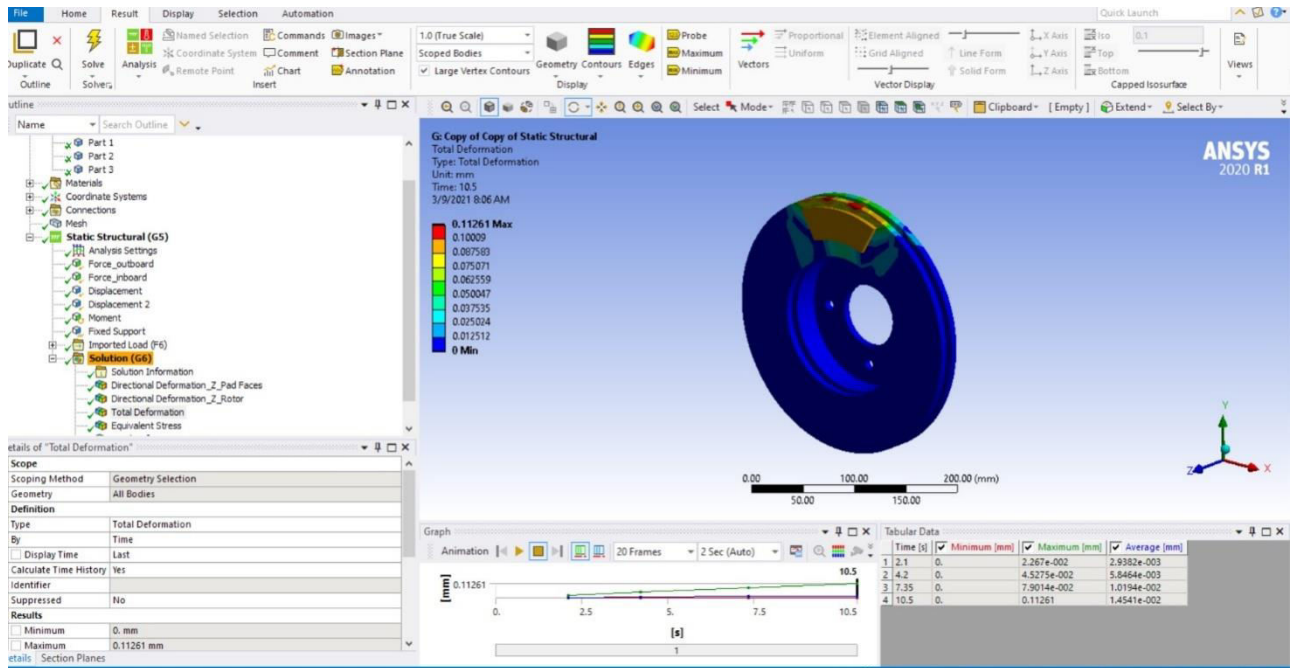 File Home Result Display Selection Automation Quick Launch
Duplicate Solve Analysis Named Selection Commands Images 1.0 (True Scale) Probe Proportional Element Aligned X Axis Iso 0.1
Q Coordinate System Comment Section Plane Scoped Bodies Geometry Contours Edges Maximum Vectors Uniform Grid Aligned Line Form Y Axis Top Views
Remote Point Chart Annotation Large Vertex Contours Minimum Solid Form Z Axis Bottom
Outline Solver Insert Display Vector Display Capped Isosurface
utline
Select Mode Clipboard [Empty] Extend Select By
Name Search Outline
Part 1
Part 2
Part 3
Materials
Coordinate Systems
Connections
Mesh
Static Structural (G5)
Analysis Settings
Force_outboard
Force_inboard
Displacement
Displacement 2
Moment
Fixed Support
Imported Load (F6)
Solution (G6)
Solution Information
Directional Deformation_Z_Pad Faces
Directional Deformation_Z_Rotor
Total Deformation
Equivalent Stress
etails of "Total Deformation"
Scope
Scoping Method Geometry Selection
Geometry All Bodies
Definition
Type Total Deformation
By Time
Display Time Last
Calculate Time History Yes
Identifier
Suppressed No
Results
Minimum 0. mm
Maximum 0.11261 mm
etails Section Planes
G: Copy of Copy of Static Structural
Total Deformation
Type: Total Deformation
Unit: mm
Time: 10.5
3/9/2021 8:06 AM
0.11261 Max
0.10009
0.087583
0.075071
0.062559
0.050047
0.037535
0.025024
0.012512
0 Min
ANSYS
2020 R1
Y
Z X
0.00 100.00 200.00 (mm)
50.00 150.00
Graph
Animation 20 Frames 2 Sec (Auto)
10.5
[mm] 0.11261
0. 2.5 5. 7.5 10.5
[s]
1
Tabular Data
Time [s] Minimum [mm] Maximum [mm] Average [mm]
1 2.1 0. 2.267e-002 2.9382e-003
2 4.2 0. 4.5275e-002 5.8464e-003
3 7.35 0. 7.9014e-002 1.0194e-002
4 10.5 0. 0.11261 1.4541e-002